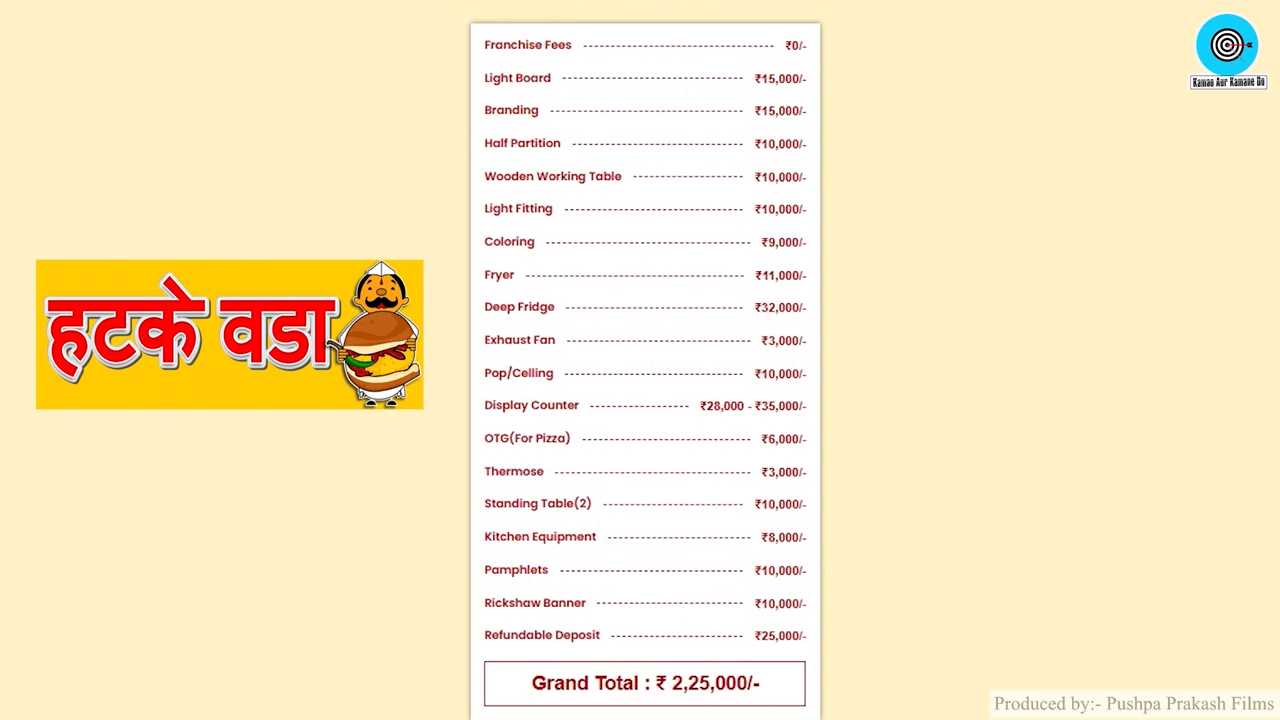 Franchise Fees ₹0/-
Light Board ₹15,000/-
Branding ₹15,000/-
Half Partition ₹10,000/-
Wooden Working Table ₹10,000/-
Light Fitting ₹10,000/-
Coloring ₹9,000/-
Fryer ₹11,000/-
Deep Fridge ₹32,000/-
Exhaust Fan ₹3,000/-
Pop/Celling ₹10,000/-
Display Counter ₹28,000 - ₹35,000/-
OTG(For Pizza) ₹6,000/-
Thermose ₹3,000/-
Standing Table(2) ₹10,000/-
Kitchen Equipment ₹8,000/-
Pamphlets ₹10,000/-
Rickshaw Banner ₹10,000/-
Refundable Deposit ₹25,000/-
Grand Total : ₹ 2,25,000/-
हटके वडा
Kamao Aur Kamane Do
Produced by:- Pushpa Prakash Films